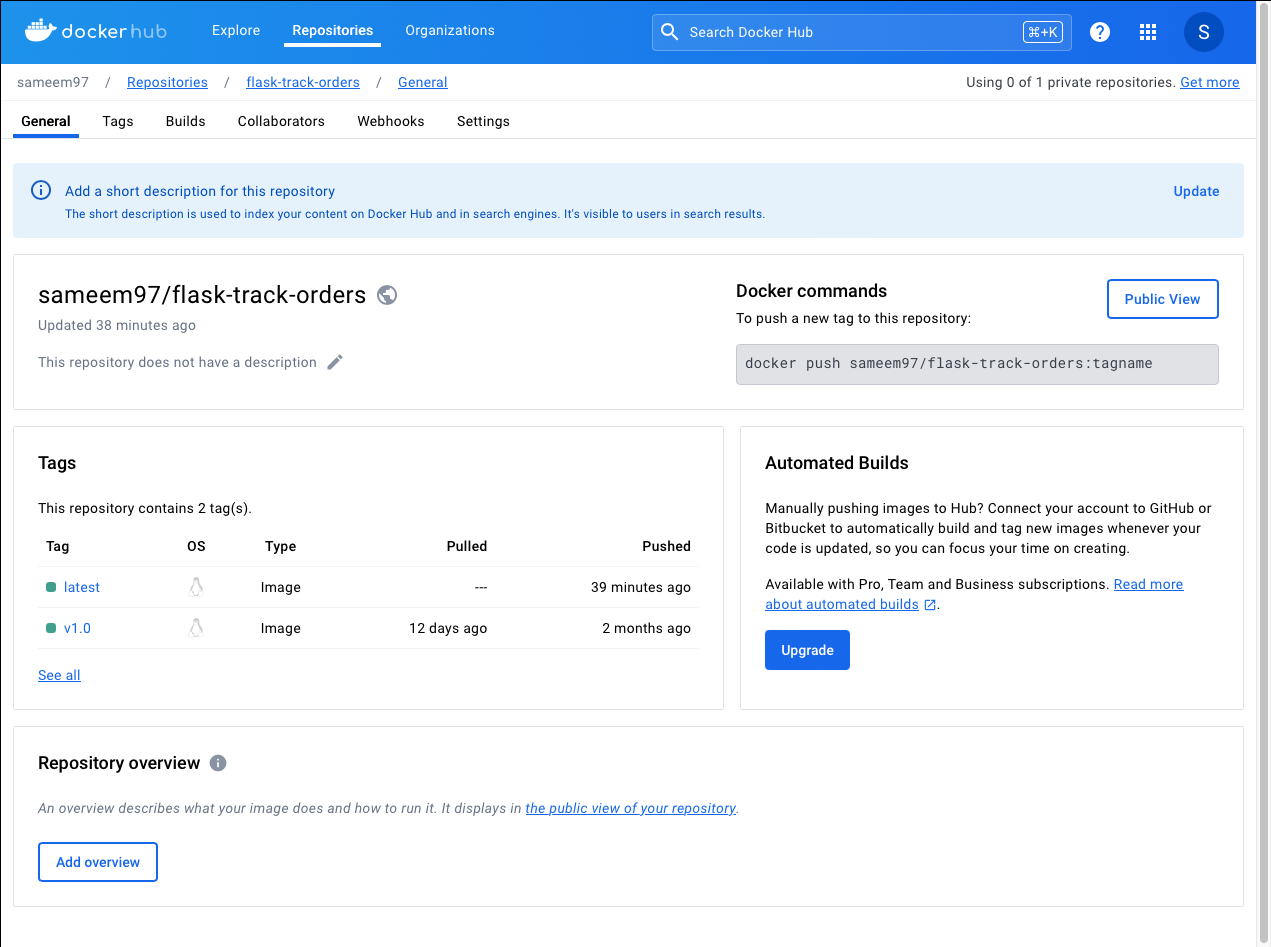 dockerhub
Explore Repositories Organizations
Search Docker Hub ⌘+K
? S
sameem97 / Repositories / flask-track-orders / General
Using 0 of 1 private repositories. Get more
General Tags Builds Collaborators Webhooks Settings
Add a short description for this repository
Update
The short description is used to index your content on Docker Hub and in search engines. It's visible to users in search results.
sameem97/flask-track-orders
Updated 38 minutes ago
This repository does not have a description
Docker commands
Public View
To push a new tag to this repository:
docker push sameem97/flask-track-orders:tagname
Tags
This repository contains 2 tag(s).
Tag OS Type Pulled Pushed
latest Image --- 39 minutes ago
v1.0 Image 12 days ago 2 months ago
See all
Automated Builds
Manually pushing images to Hub? Connect your account to GitHub or
Bitbucket to automatically build and tag new images whenever your
code is updated, so you can focus your time on creating.
Available with Pro, Team and Business subscriptions. Read more
about automated builds.
Upgrade
Repository overview
An overview describes what your image does and how to run it. It displays in the public view of your repository.
Add overview